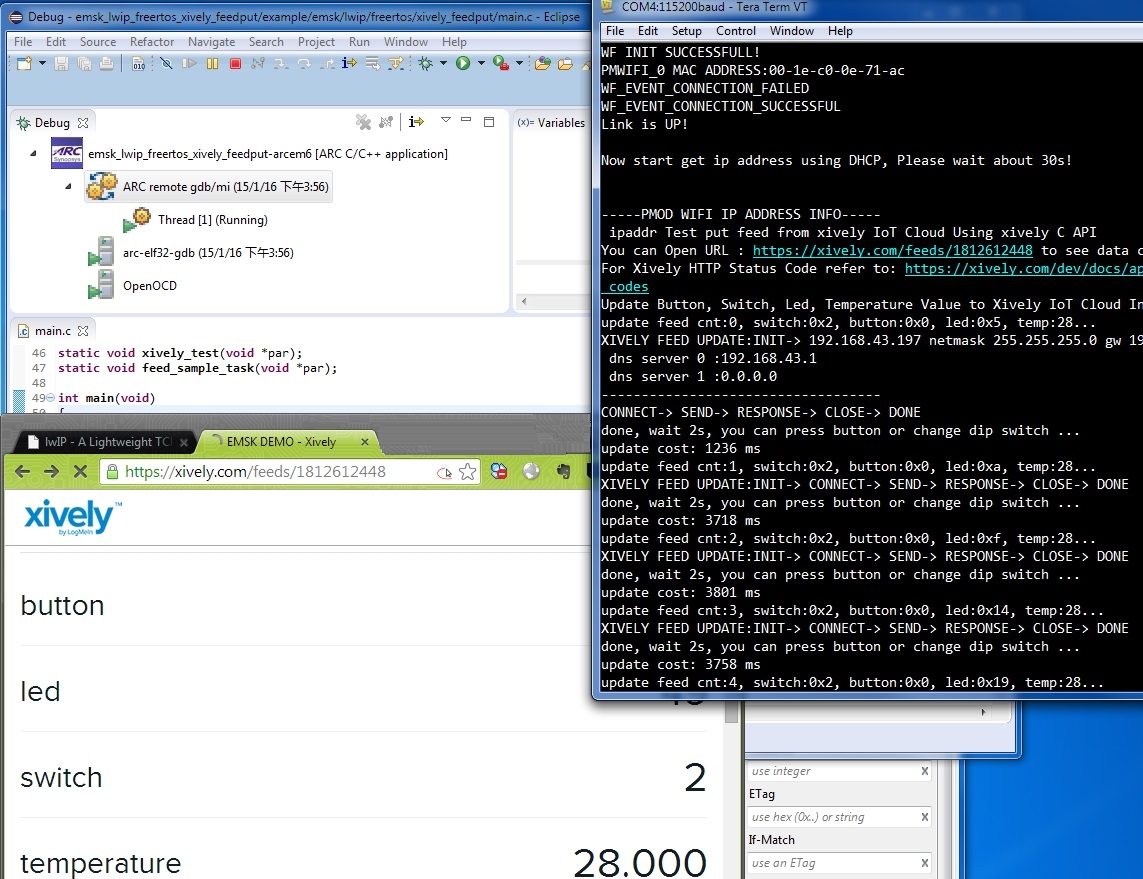 Debug - emsk_lwip_freertos_xively_feedput/example/emsk/lwip/freertos/xively_feedput/main.c - Eclipse
File Edit Source Refactor Navigate Search Project Run Window Help
Debug
(x)= Variables
ARC
Synopsys
emsk_lwip_freertos_xively_feedput-arcem6 [ARC C/C++ application]
ARC remote gdb/mi (15/1/16 下午3:56)
Thread [1] (Running)
arc-elf32-gdb (15/1/16 下午3:56)
OpenOCD
main.c
46 static void xively_test(void *par);
47 static void feed_sample_task(void *par);
48
49 int main(void)
50 {
lwIP - A Lightweight TC
EMSK DEMO - Xively
https://xively.com/feeds/1812612448
xively™
by LogMeIn
button
led
switch 2
temperature 28.000
COM4:115200baud - Tera Term VT
File Edit Setup Control Window Help
WF INIT SUCCESSFULL!
PMWIFI_0 MAC ADDRESS:00-1e-c0-0e-71-ac
WF_EVENT_CONNECTION_FAILED
WF_EVENT_CONNECTION_SUCCESSFUL
Link is UP!
Now start get ip address using DHCP, Please wait about 30s!
-----PMOD WIFI IP ADDRESS INFO-----
ipaddr Test put feed from xively IoT Cloud Using xively C API
You can Open URL : https://xively.com/feeds/1812612448 to see data c
For Xively HTTP Status Code refer to: https://xively.com/dev/docs/ap
_codes
Update Button, Switch, Led, Temperature Value to Xively IoT Cloud In
update feed cnt:0, switch:0x2, button:0x0, led:0x5, temp:28...
XIVELY FEED UPDATE:INIT-> 192.168.43.197 netmask 255.255.255.0 gw 19
dns server 0 :192.168.43.1
dns server 1 :0.0.0.0
-----------------------------------
CONNECT-> SEND-> RESPONSE-> CLOSE-> DONE
done, wait 2s, you can press button or change dip switch ...
update cost: 1236 ms
update feed cnt:1, switch:0x2, button:0x0, led:0xa, temp:28...
XIVELY FEED UPDATE:INIT-> CONNECT-> SEND-> RESPONSE-> CLOSE-> DONE
done, wait 2s, you can press button or change dip switch ...
update cost: 3718 ms
update feed cnt:2, switch:0x2, button:0x0, led:0xf, temp:28...
XIVELY FEED UPDATE:INIT-> CONNECT-> SEND-> RESPONSE-> CLOSE-> DONE
done, wait 2s, you can press button or change dip switch ...
update cost: 3801 ms
update feed cnt:3, switch:0x2, button:0x0, led:0x14, temp:28...
XIVELY FEED UPDATE:INIT-> CONNECT-> SEND-> RESPONSE-> CLOSE-> DONE
done, wait 2s, you can press button or change dip switch ...
update cost: 3758 ms
update feed cnt:4, switch:0x2, button:0x0, led:0x19, temp:28...
use integer x
ETag
use hex (0x..) or string x
If-Match
use an ETag x